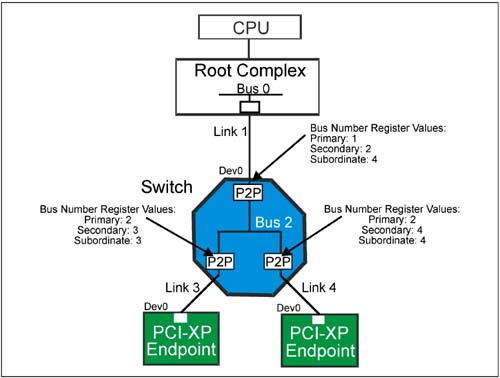 CPU
Root Complex
Bus 0
Link 1
Bus Number Register Values:
Primary: 1
Secondary: 2
Subordinate: 4
Dev0
Switch
P2P
Bus Number Register Values:
Primary: 2
Secondary: 3
Subordinate: 3
Bus 2
Bus Number Register Values:
Primary: 2
Secondary: 4
Subordinate: 4
P2P
P2P
Link 3
Link 4
Dev0
Dev0
PCI-XP
Endpoint
PCI-XP
Endpoint